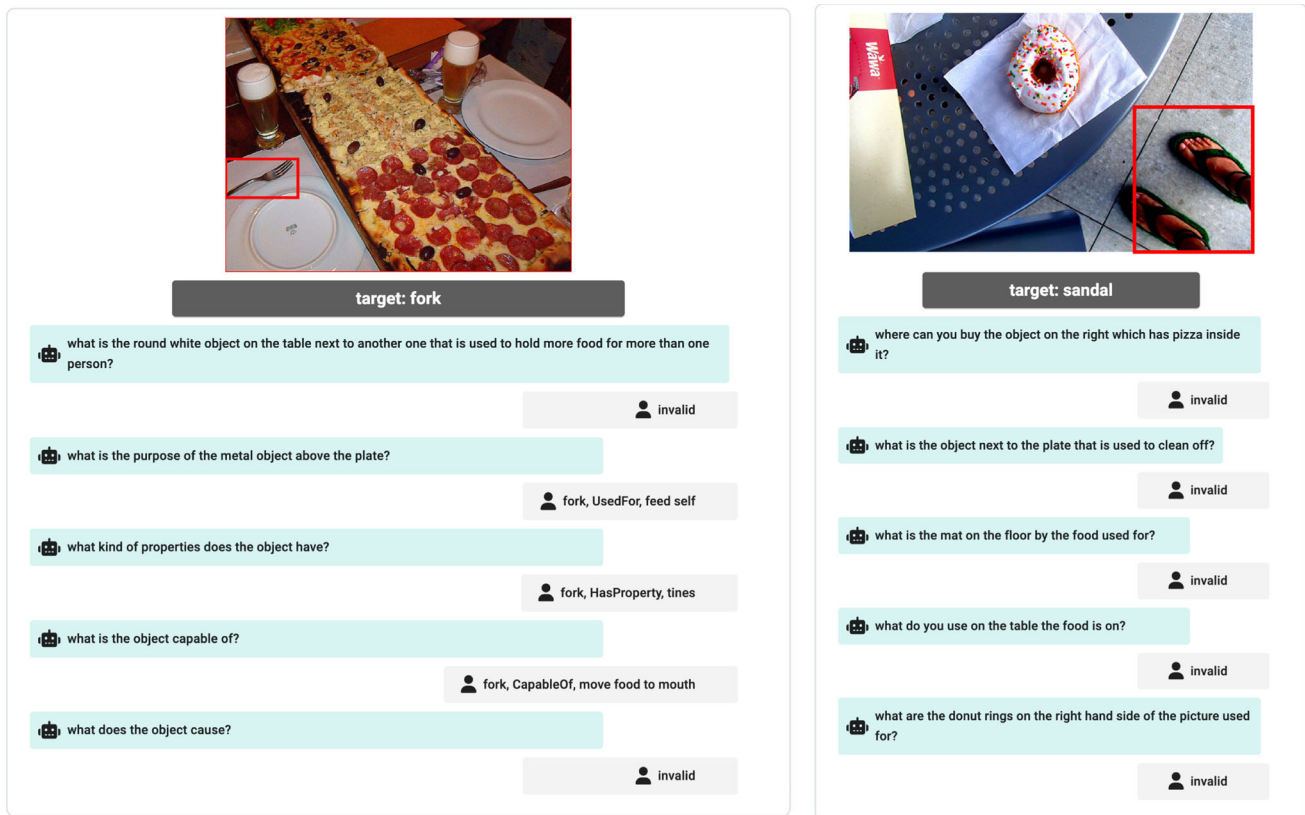 target: fork
what is the round white object on the table next to another one that is used to hold more food for more than one
person?
invalid
what is the purpose of the metal object above the plate?
fork, UsedFor, feed self
what kind of properties does the object have?
fork, HasProperty, tines
what is the object capable of?
fork, CapableOf, move food to mouth
what does the object cause?
invalid
Wawa
target: sandal
where can you buy the object on the right which has pizza inside
it?
invalid
what is the object next to the plate that is used to clean off?
invalid
what is the mat on the floor by the food used for?
invalid
what do you use on the table the food is on?
invalid
what are the donut rings on the right hand side of the picture used
for?
invalid